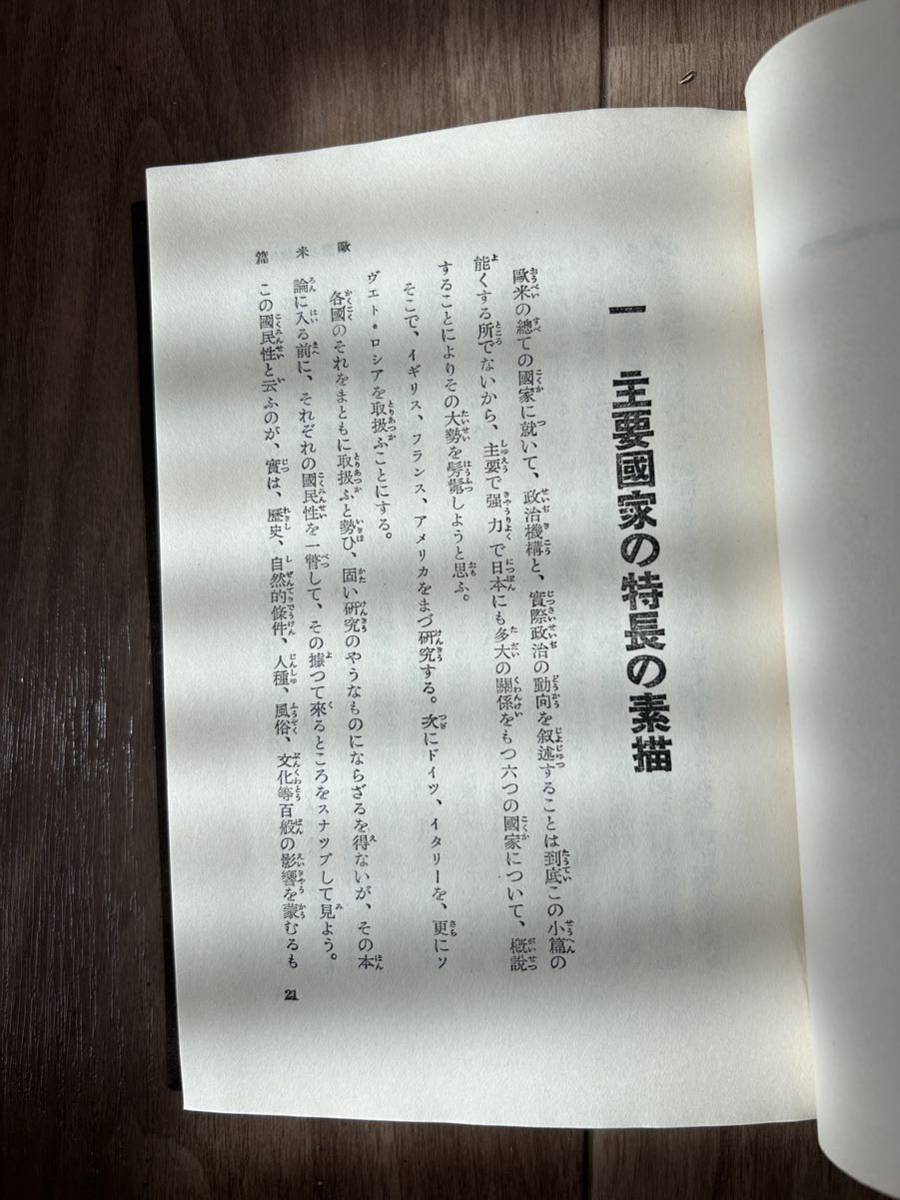 一 主要國家の特長の素描
歐米の總ての國家に就いて、政治機構と、實際政治の動向を叙述することは到底この小篇の
能くする所でないから、主要で强力で日本にも多大の關係をもつ六つの國家について、槪說
することによりその大勢を髣髴しようと思ふ。
そこで、イギリス、フランス、アメリカをまづ研究する。次にドイツ、イタリーを、更にソ
ヴエト・ロシアを取扱ふことにする。
各國のそれをまともに取扱ふと勢ひ、固い研究のやうなものにならざるを得ないが、その本
論に入る前に、それぞれの國民性を一瞥して、その據つて來るところをスナツプして見よう。
この國民性と云ふのが、實は、歷史、自然的條件、人種、風俗、文化等百般の影響を蒙むるも
歐米篇
21